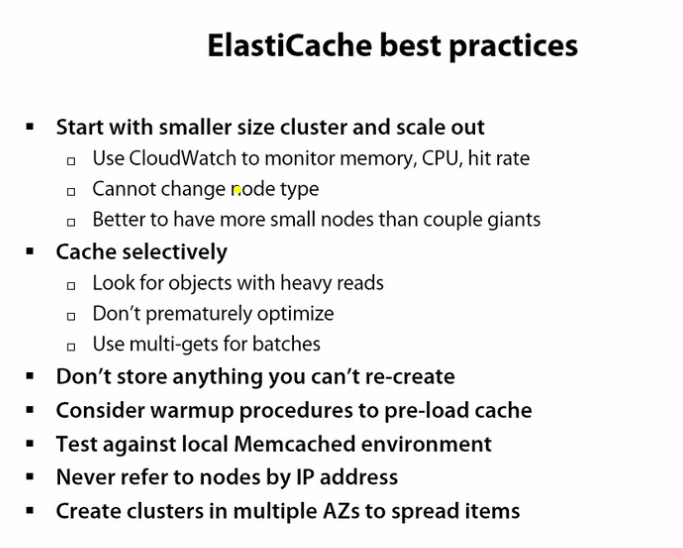 ElastiCache best practices
▪ Start with smaller size cluster and scale out
▫ Use CloudWatch to monitor memory, CPU, hit rate
▫ Cannot change node type
▫ Better to have more small nodes than couple giants
▪ Cache selectively
▫ Look for objects with heavy reads
▫ Don’t prematurely optimize
▫ Use multi-gets for batches
▪ Don’t store anything you can’t re-create
▪ Consider warmup procedures to pre-load cache
▪ Test against local Memcached environment
▪ Never refer to nodes by IP address
▪ Create clusters in multiple AZs to spread items